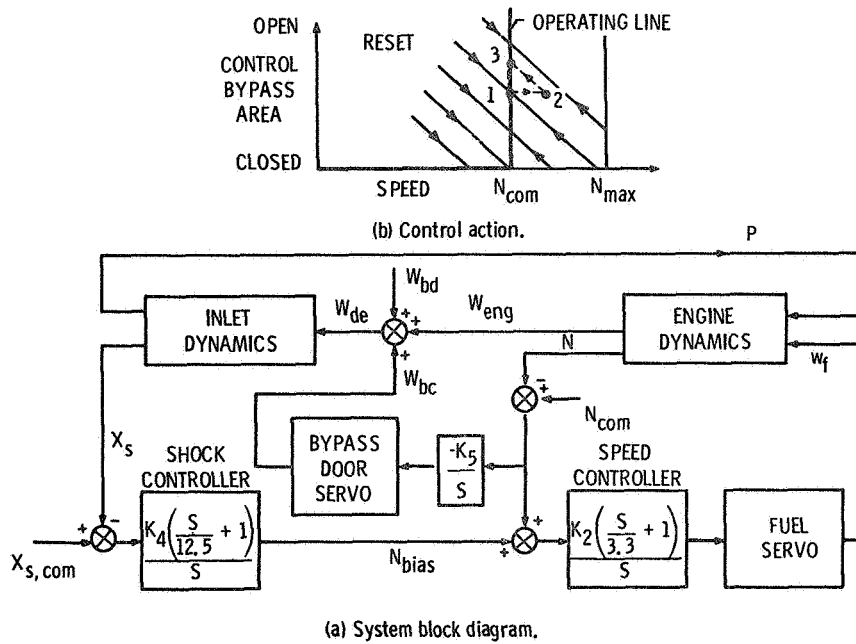 OPEN
CONTROL
BYPASS
AREA
CLOSED
RESET
OPERATING LINE
3
1
2
SPEED
N_com
N_max
(b) Control action.
P
W_bd
W_de
W_eng
INLET
DYNAMICS
ENGINE
DYNAMICS
+
+
+
W_bc
N
w_f
-
+
N_com
X_s
SHOCK
CONTROLLER
BYPASS
DOOR
SERVO
-K_5
S
SPEED
CONTROLLER
+
-
K_4(S/12.5 + 1)
S
+
+
K_2(S/3.3 + 1)
S
FUEL
SERVO
X_s,com
N_bias
(a) System block diagram.